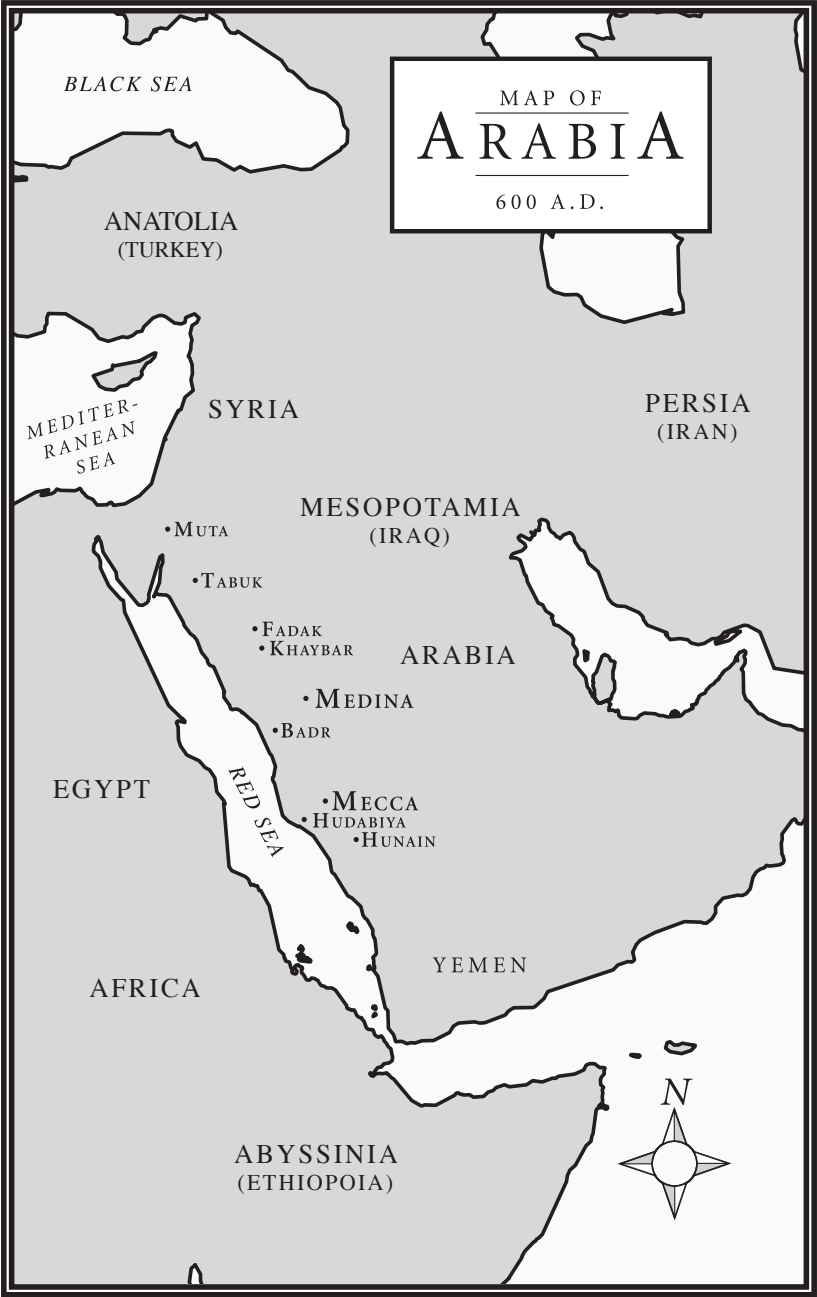 BLACK SEA
MAP OF
ARABIA
600 A.D.
ANATOLIA
(TURKEY)
SYRIA
PERSIA
(IRAN)
MEDITER-
RANEAN
SEA
MESOPOTAMIA
(IRAQ)
•MUTA
•TABUK
•FADAK
•KHAYBAR
ARABIA
•MEDINA
•BADR
EGYPT
RED SEA
•MECCA
•HUDABIYA
•HUNAIN
YEMEN
AFRICA
N
ABYSSINIA
(ETHIOPOIA)